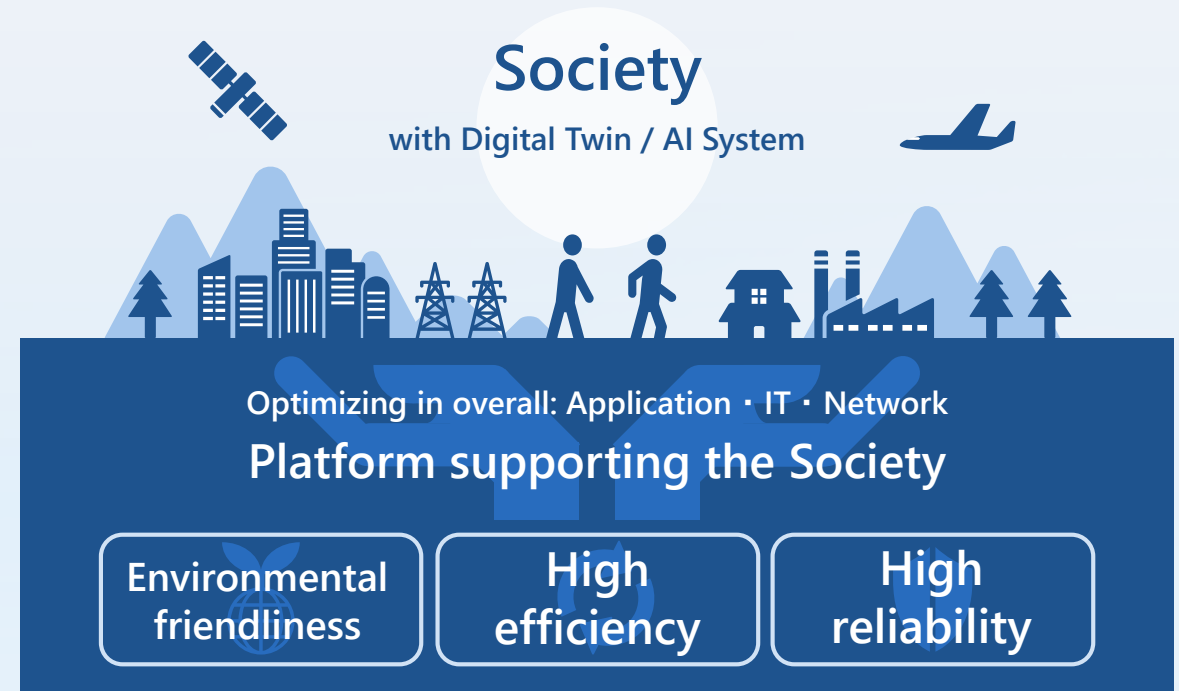 Society
with Digital Twin / AI System
Optimizing in overall: Application・IT・Network
Platform supporting the Society
Environmental
friendliness
High
efficiency
High
reliability